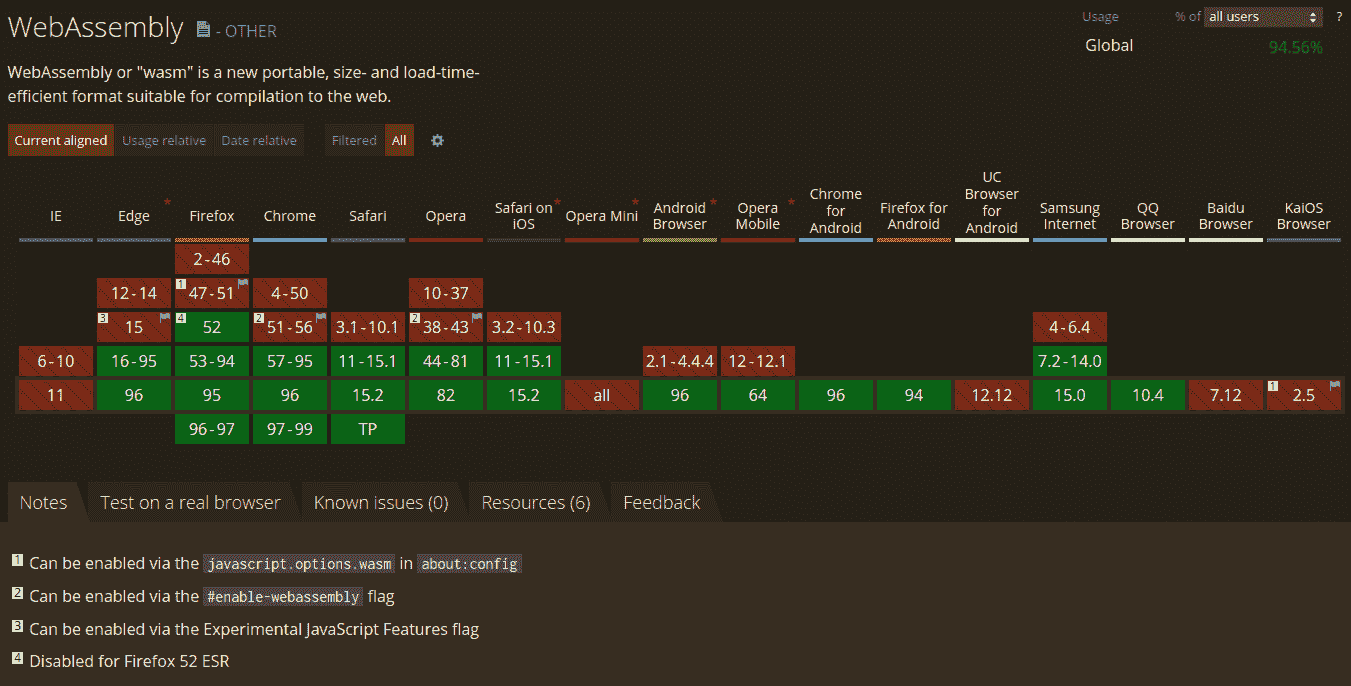 WebAssembly - OTHER
Usage % of all users ?
Global 94.56%
WebAssembly or "wasm" is a new portable, size- and load-time-
efficient format suitable for compilation to the web.
Current aligned Usage relative Date relative Filtered All
IE Edge * Firefox Chrome Safari Opera Safari on iOS * Opera Mini * Android Browser * Opera Mobile * Chrome for Android Firefox for Android UC Browser for Android Samsung Internet QQ Browser Baidu Browser KaiOS Browser
2-46
12-14 1 47-51 4-50 10-37
3 15 4 52 2 51-56 3.1-10.1 2 38-43 3.2-10.3 4-6.4
6-10 16-95 53-94 57-95 11-15.1 44-81 11-15.1 2.1-4.4.4 12-12.1 7.2-14.0
11 96 95 96 15.2 82 15.2 all 96 64 96 94 12.12 15.0 10.4 7.12 1 2.5
96-97 97-99 TP
Notes Test on a real browser Known issues (0) Resources (6) Feedback
1 Can be enabled via the javascript.options.wasm in about:config
2 Can be enabled via the #enable-webassembly flag
3 Can be enabled via the Experimental JavaScript Features flag
4 Disabled for Firefox 52 ESR